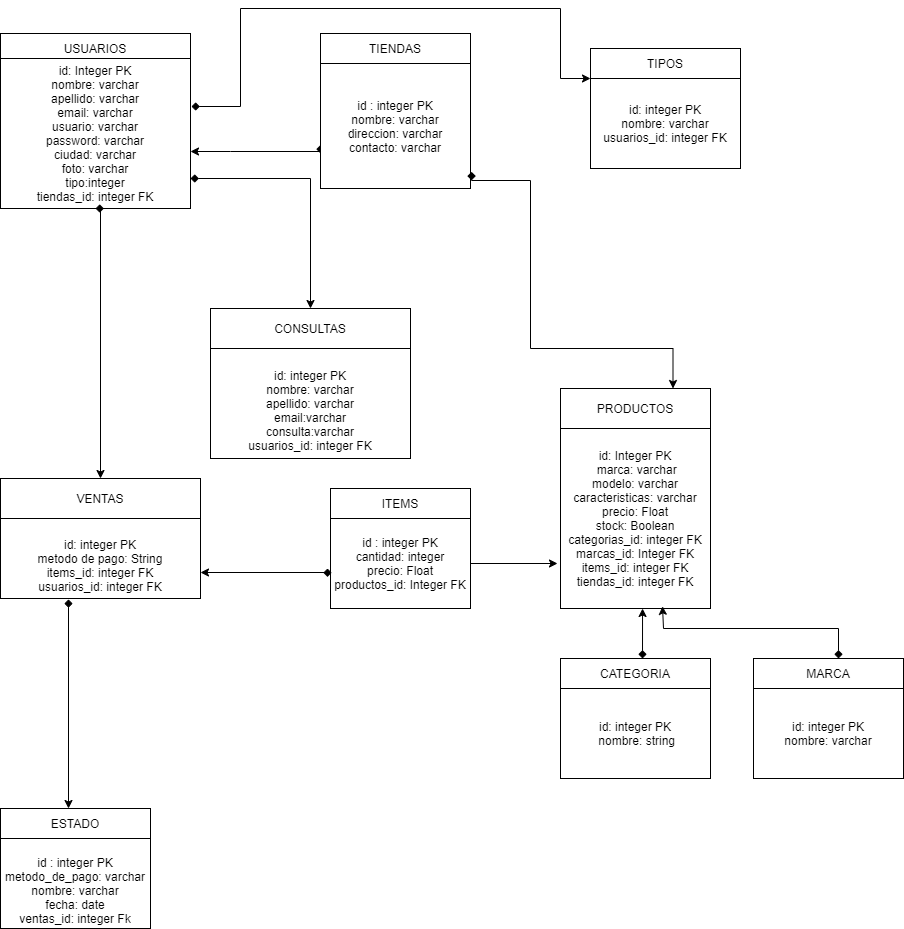 USUARIOS
id: Integer PK
nombre: varchar
apellido: varchar
email: varchar
usuario: varchar
password: varchar
ciudad: varchar
foto: varchar
tipo:integer
tiendas_id: integer FK
TIENDAS
id : integer PK
nombre: varchar
direccion: varchar
contacto: varchar
TIPOS
id: integer PK
nombre: varchar
usuarios_id: integer FK
CONSULTAS
id: integer PK
nombre: varchar
apellido: varchar
email:varchar
consulta:varchar
usuarios_id: integer FK
PRODUCTOS
id: Integer PK
marca: varchar
modelo: varchar
caracteristicas: varchar
precio: Float
stock: Boolean
categorias_id: integer FK
marcas_id: Integer FK
items_id: integer FK
tiendas_id: integer FK
VENTAS
id: integer PK
metodo de pago: String
items_id: integer FK
usuarios_id: integer FK
ITEMS
id : integer PK
cantidad: integer
precio: Float
productos_id: Integer FK
CATEGORIA
id: integer PK
nombre: string
MARCA
id: integer PK
nombre: varchar
ESTADO
id : integer PK
metodo_de_pago: varchar
nombre: varchar
fecha: date
ventas_id: integer Fk